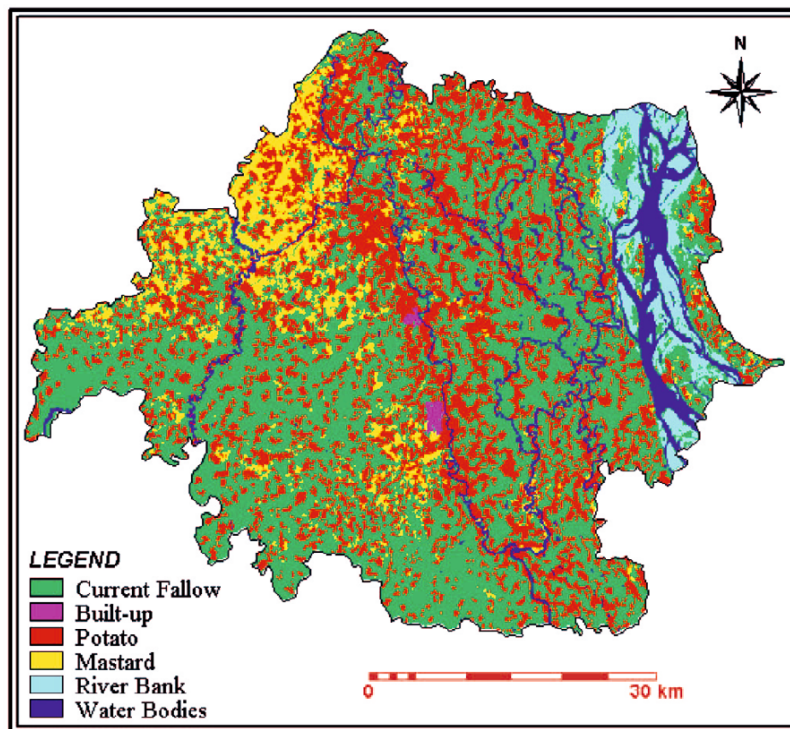 N
LEGEND
Current Fallow
Built-up
Potato
Mastard
River Bank
Water Bodies
0 30 km